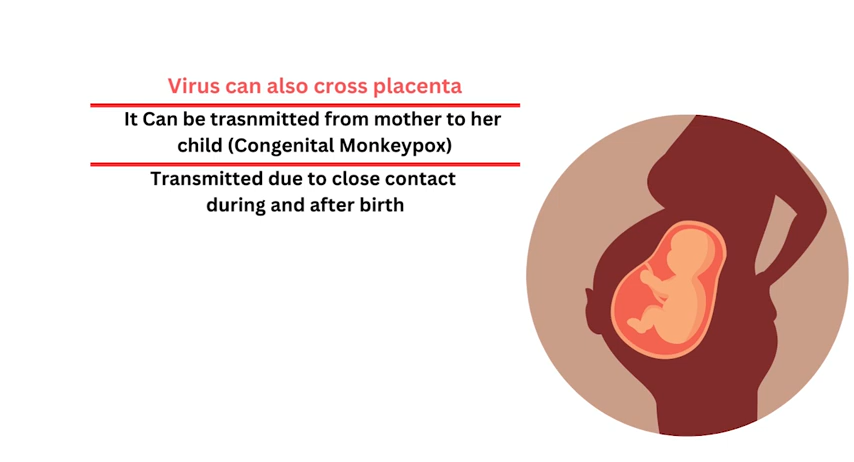 Virus can also cross placenta
It Can be trasnmitted from mother to her
child (Congenital Monkeypox)
Transmitted due to close contact
during and after birth